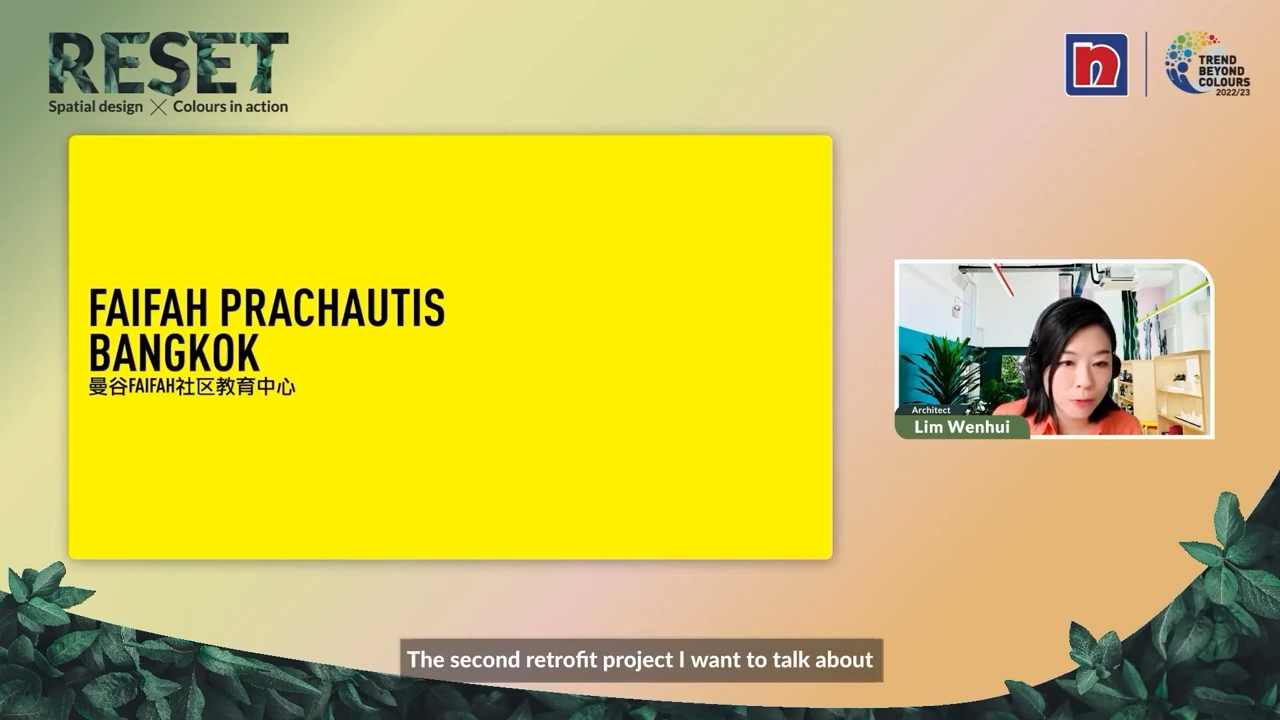 RESET
Spatial design X Colours in action
n
TREND
BEYOND
COLOURS
2022/23
FAIFAH PRACHAUTIS
BANGKOK
曼谷FAIFAH社区教育中心
Architect
Lim Wenhui
The second retrofit project I want to talk about